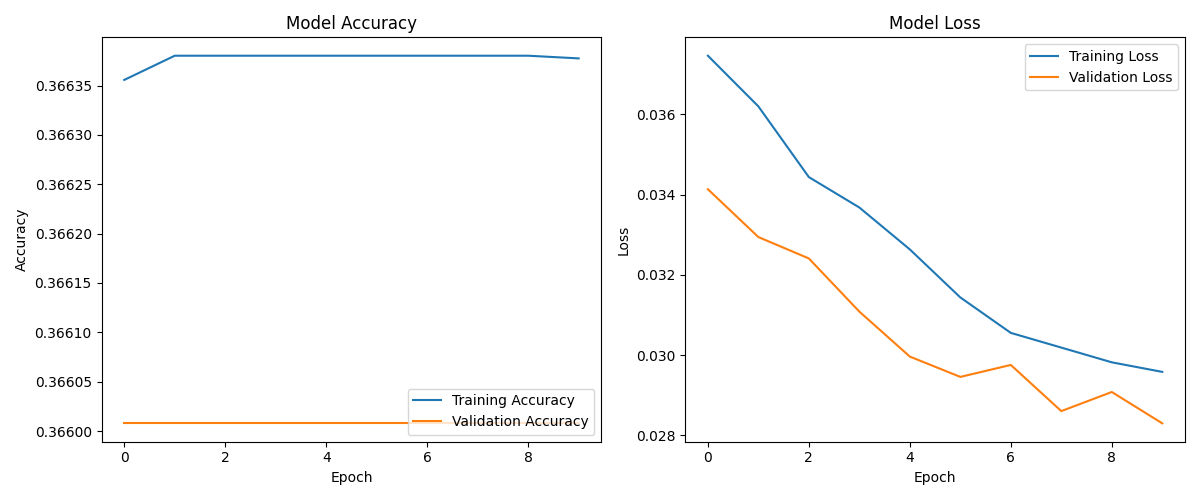 Model Accuracy
Accuracy
0.36635
0.36630
0.36625
0.36620
0.36615
0.36610
0.36605
0.36600
0 2 4 6 8
Epoch
Training Accuracy
Validation Accuracy
Model Loss
Loss
0.036
0.034
0.032
0.030
0.028
0 2 4 6 8
Epoch
Training Loss
Validation Loss